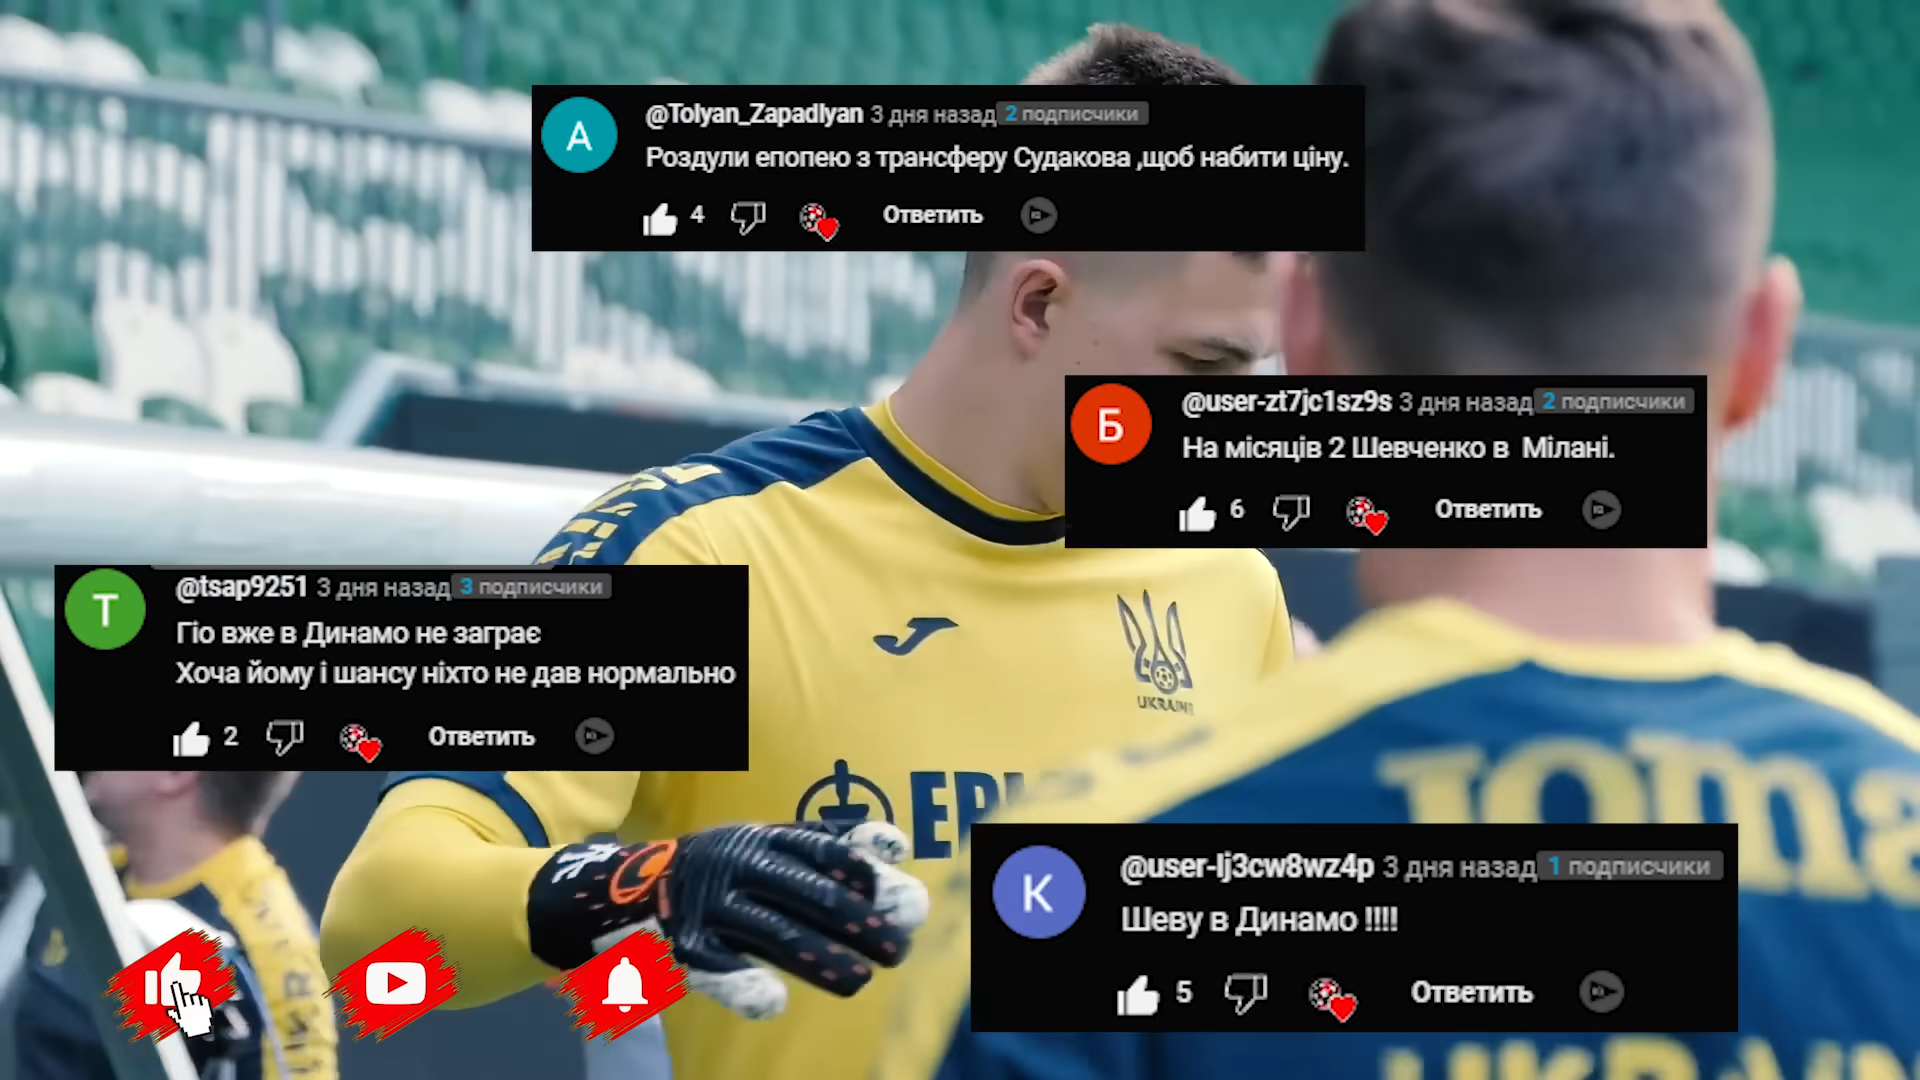 @Tolyan_Zapadlyan 3 дня назад 2 подписчики
Роздули епопею з трансферу Судакова ,щоб набити ціну.
4 Ответить
@user-zt7jc1sz9s 3 дня назад 2 подписчики
На місяців 2 Шевченко в Мілані.
6 Ответить
@tsap9251 3 дня назад 3 подписчики
Гіо вже в Динамо не заграє
Хоча йому і шансу ніхто не дав нормально
2 Ответить
@user-lj3cw8wz4p 3 дня назад 1 подписчики
Шеву в Динамо !!!!
5 Ответить
А
Б
Т
К
UKRAINE
Joma